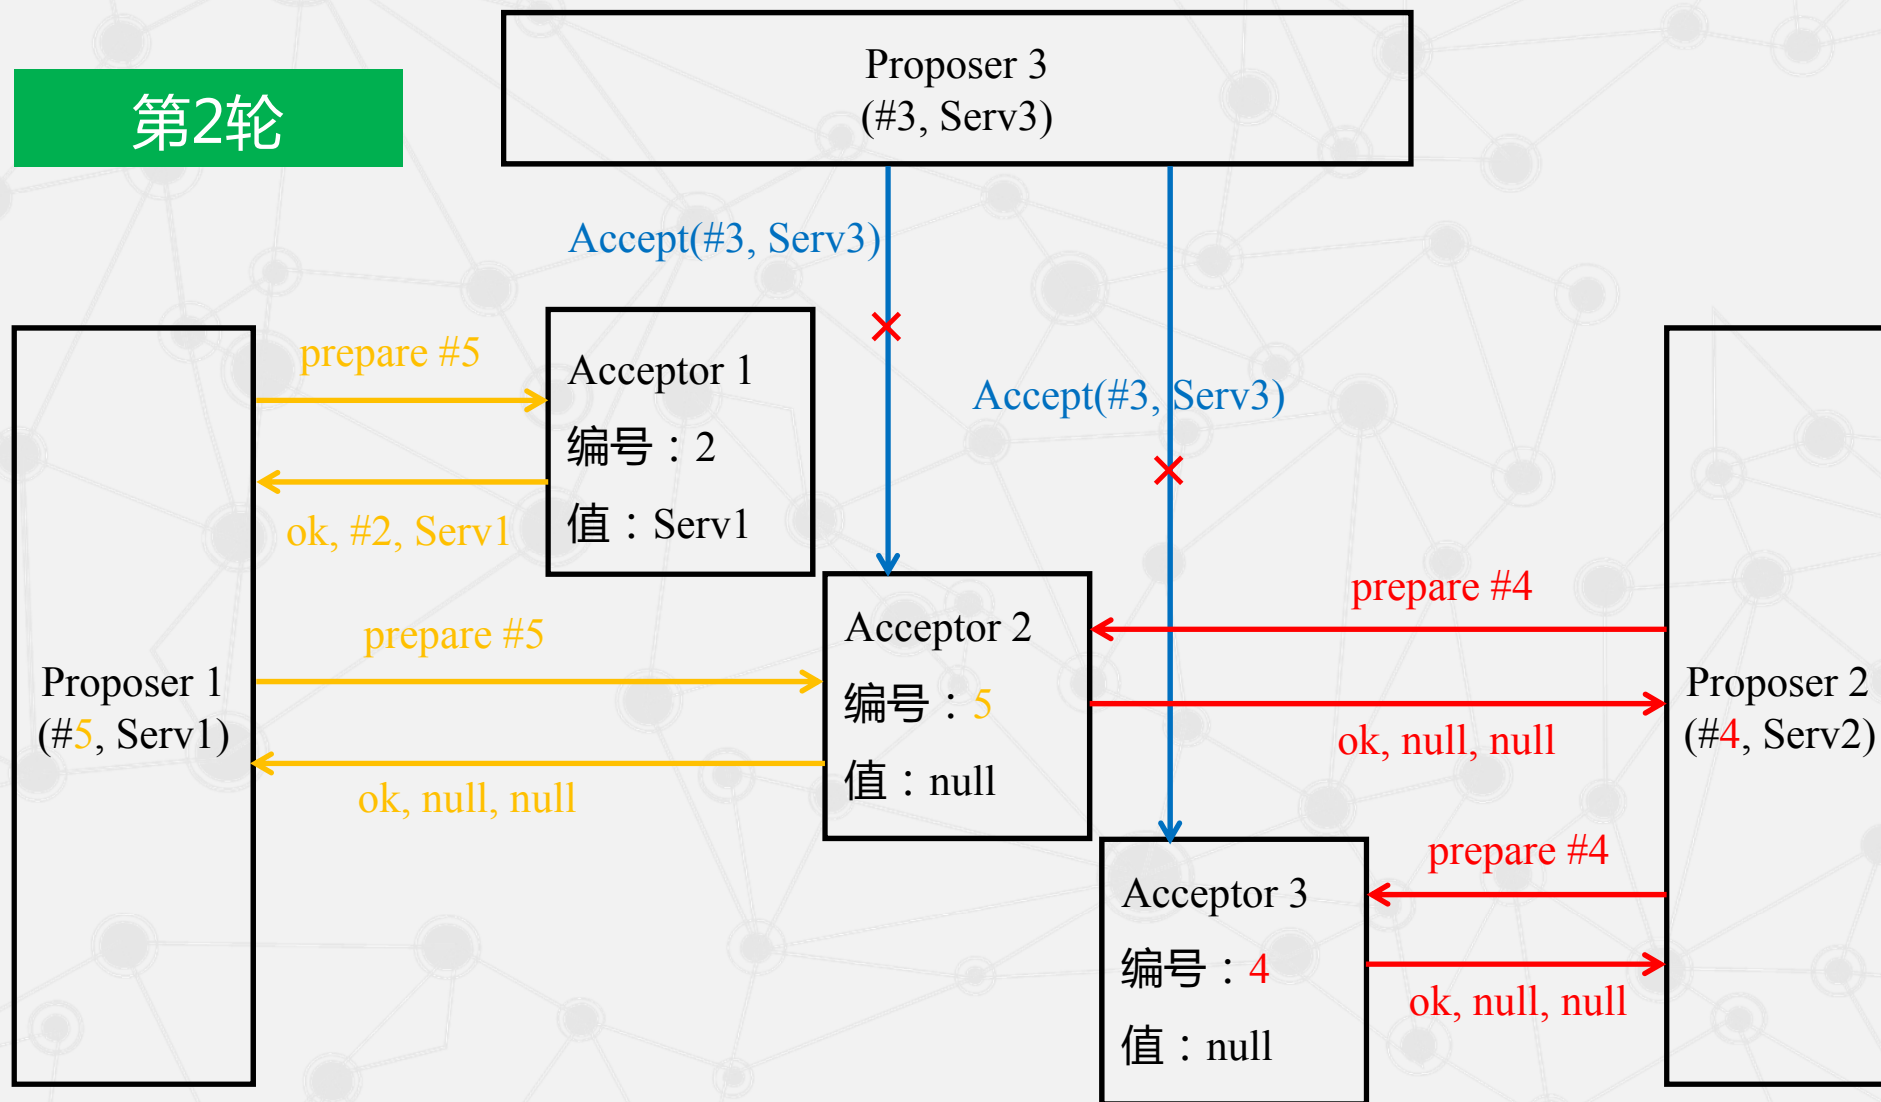 第2轮
Proposer 3
(#3, Serv3)
Accept(#3, Serv3)
Accept(#3, Serv3)
prepare #5
Acceptor 1
编号：2
值：Serv1
ok, #2, Serv1
prepare #5
Proposer 1
(#5, Serv1)
ok, null, null
Acceptor 2
编号：5
值：null
prepare #4
ok, null, null
Proposer 2
(#4, Serv2)
prepare #4
Acceptor 3
编号：4
值：null
ok, null, null